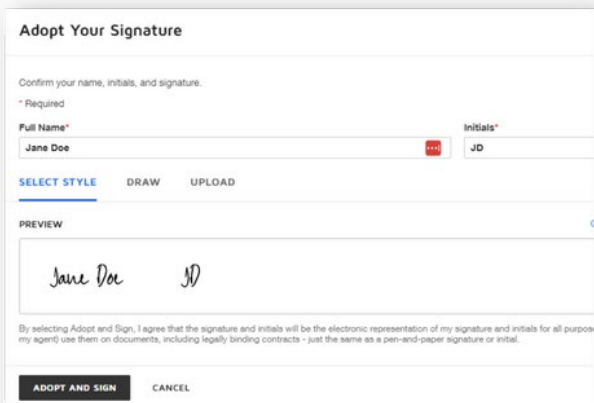 Adopt Your Signature
Confirm your name, initials, and signature.
* Required
Full Name* Initials*
Jane Doe JD
SELECT STYLE DRAW UPLOAD
PREVIEW
Jane Doe JD
By selecting Adopt and Sign, I agree that the signature and initials will be the electronic representation of my signature and initials for all purpose
my agent) use them on documents, including legally binding contracts - just the same as a pen-and-paper signature or initial.
ADOPT AND SIGN CANCEL